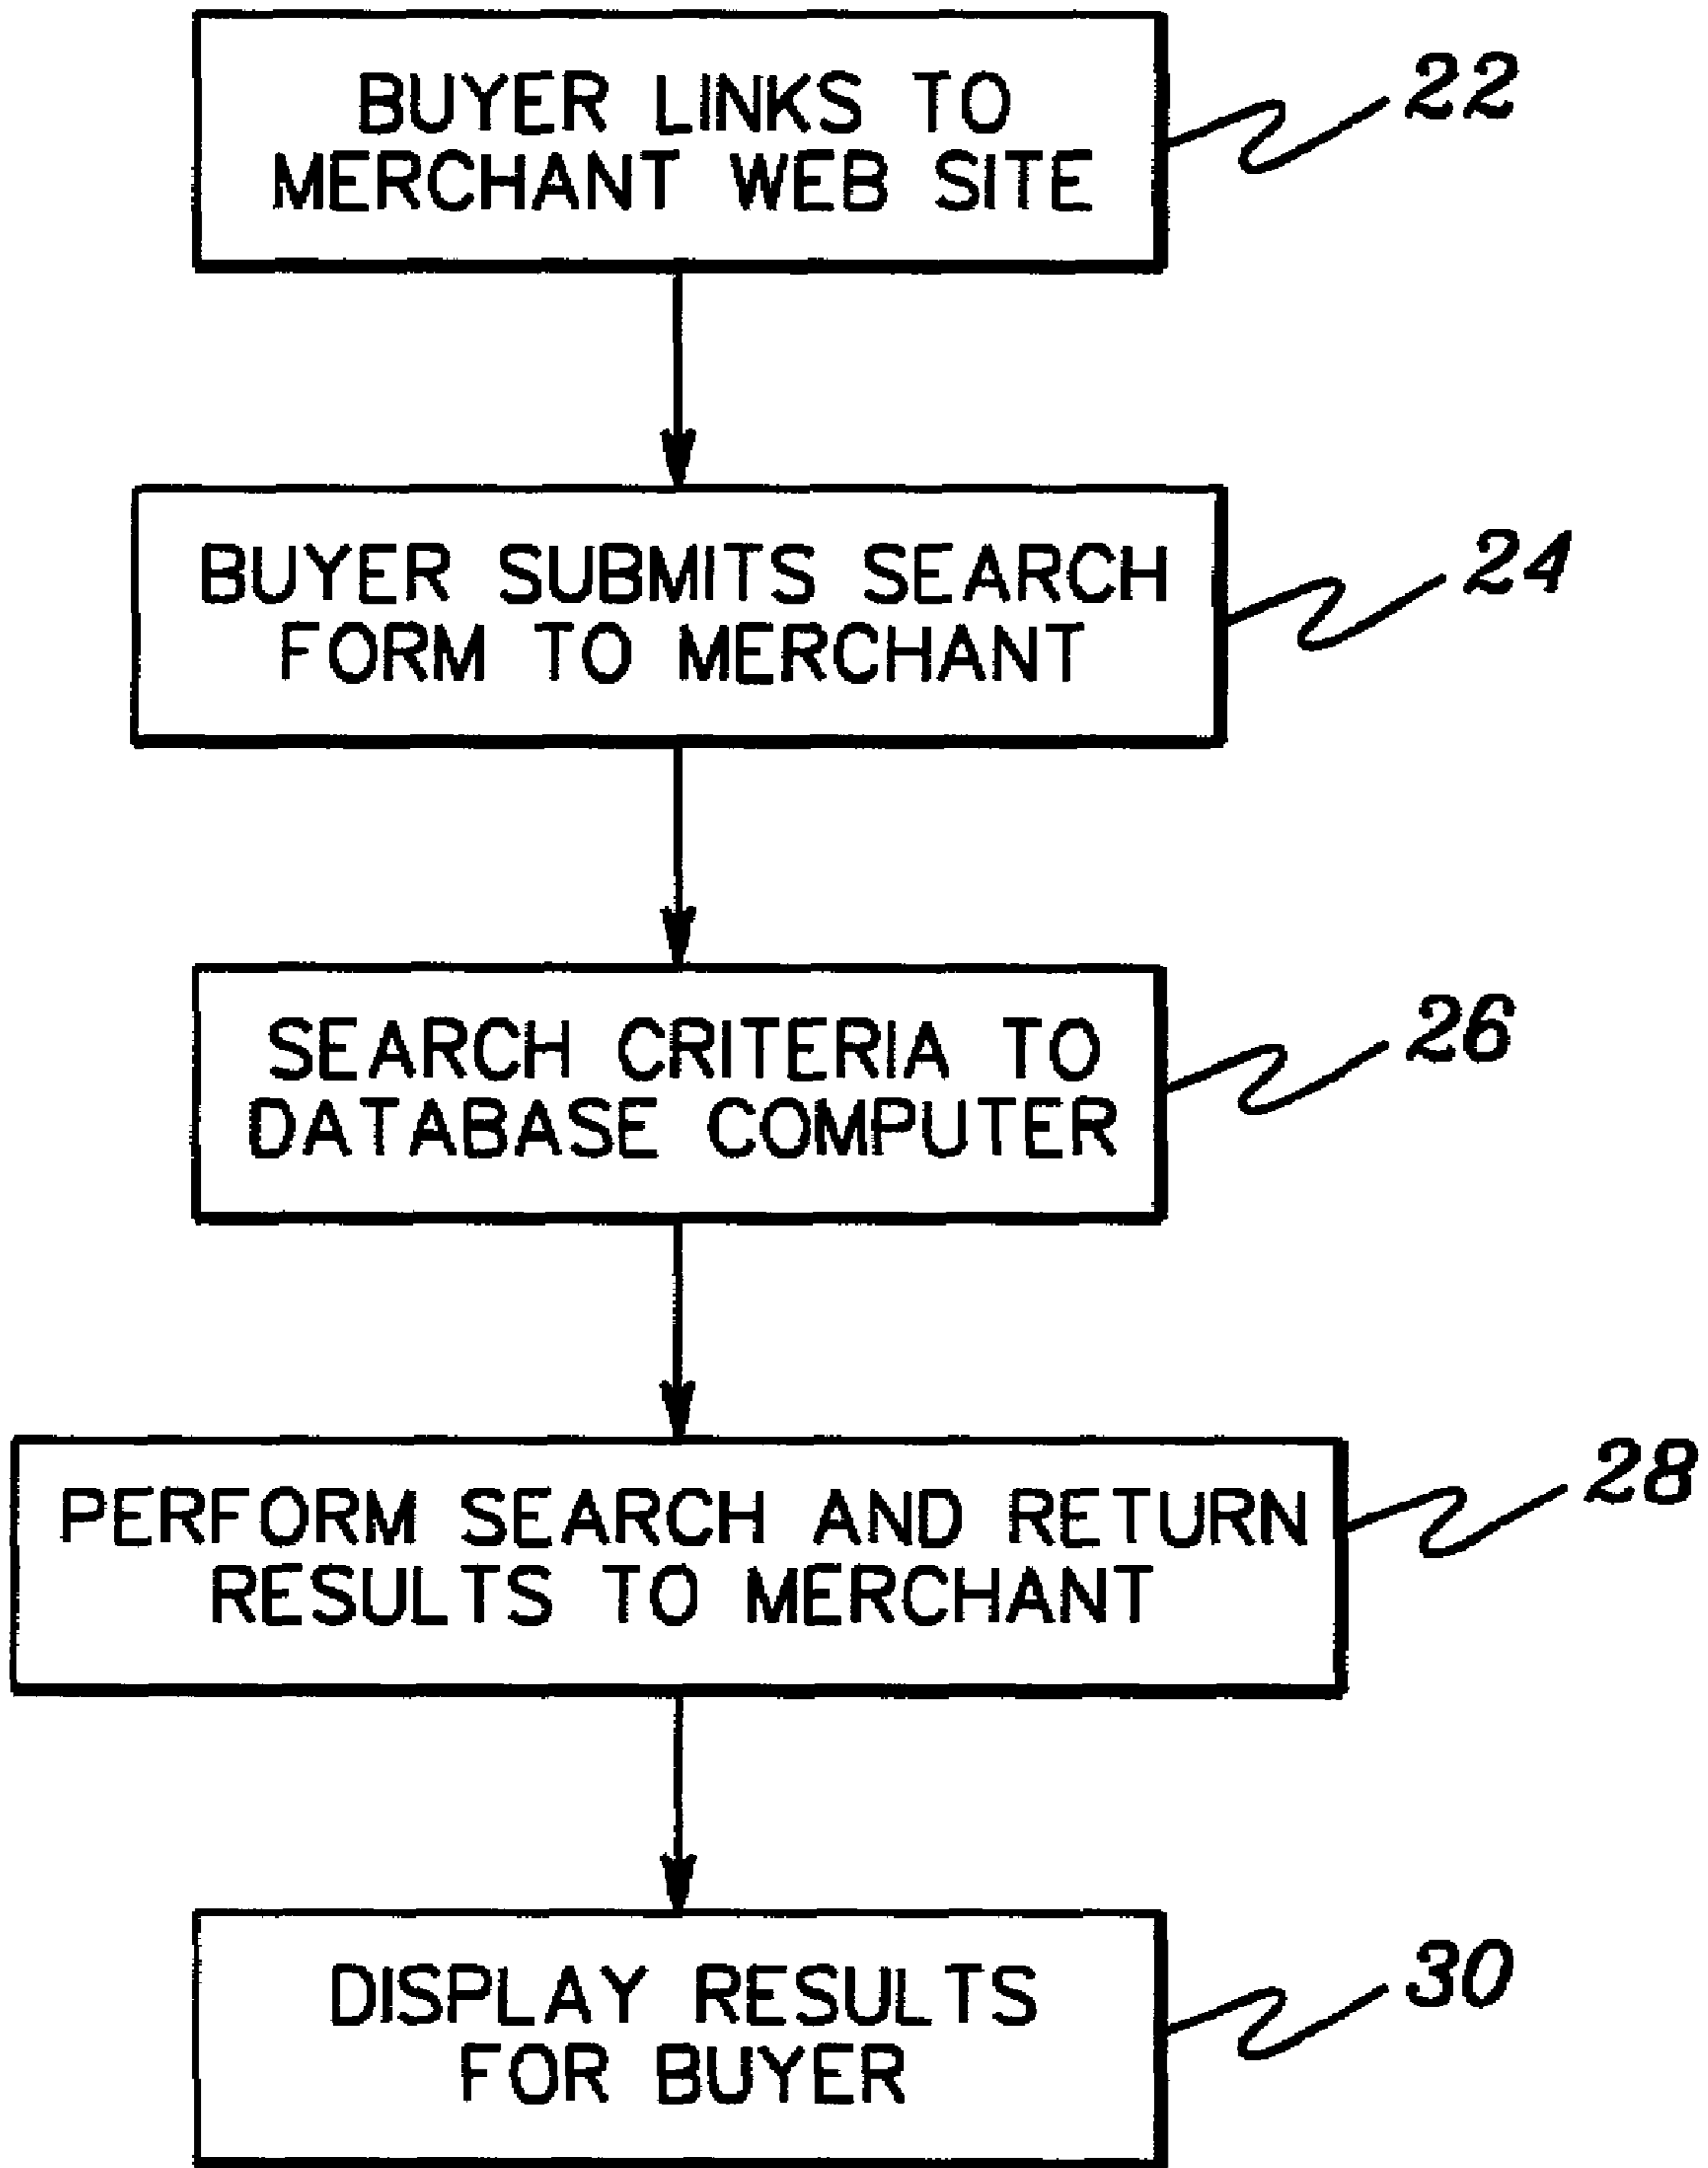 BUYER LINKS TO
MERCHANT WEB SITE
22
BUYER SUBMITS SEARCH
FORM TO MERCHANT
24
SEARCH CRITERIA TO
DATABASE COMPUTER
26
PERFORM SEARCH AND RETURN
RESULTS TO MERCHANT
28
DISPLAY RESULTS
FOR BUYER
30